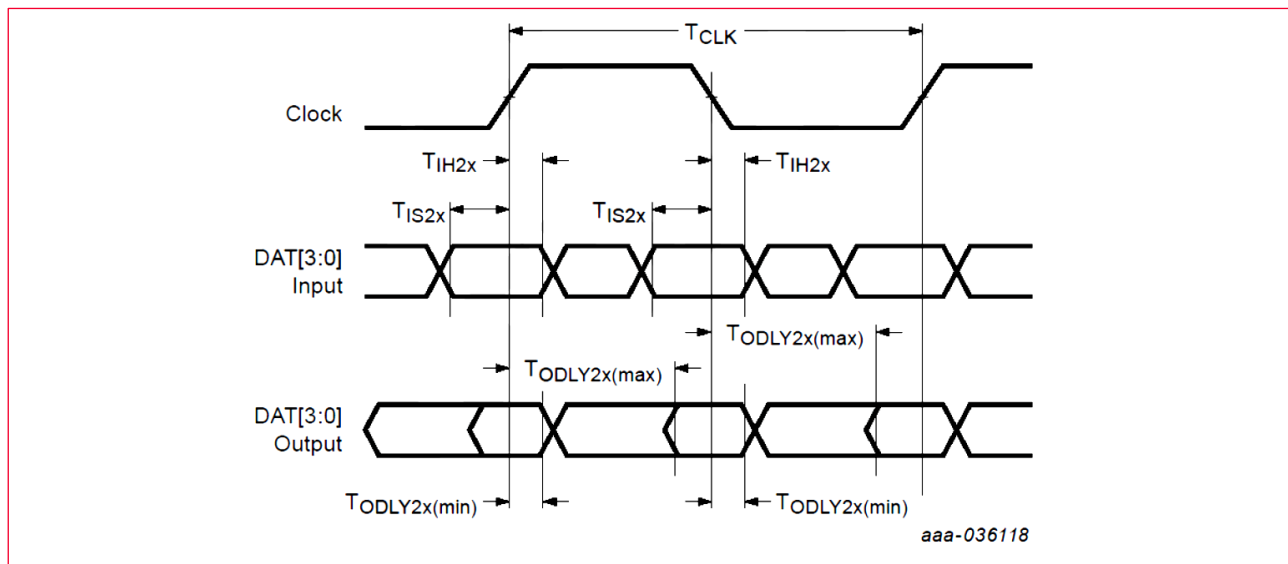 TCLK
Clock
TIH2x
TIH2x
TIS2x
TIS2x
DAT[3:0]
Input
TODLY2x(max)
TODLY2x(max)
DAT[3:0]
Output
TODLY2x(min)
TODLY2x(min)
aaa-036118